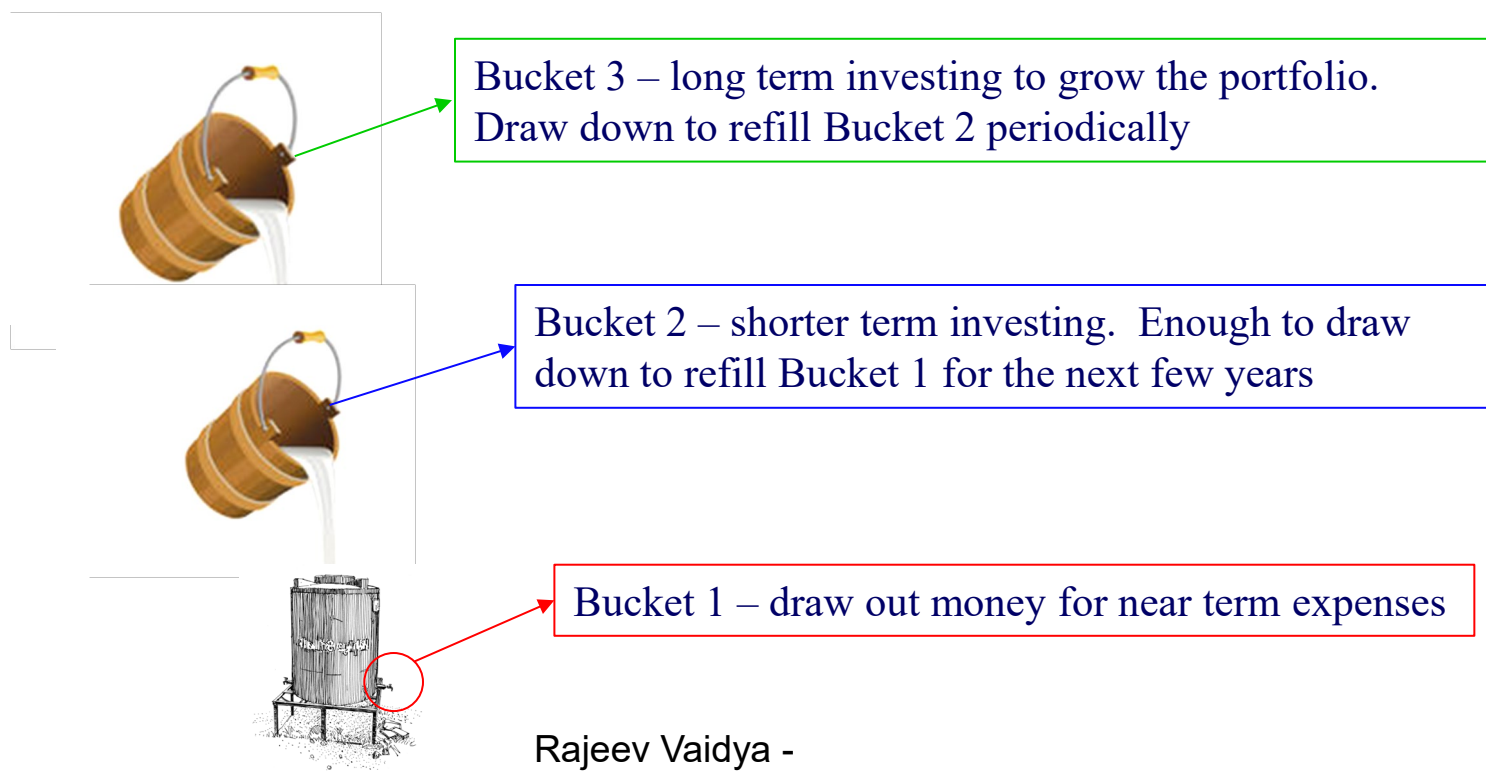 Bucket 3 – long term investing to grow the portfolio.
Draw down to refill Bucket 2 periodically
Bucket 2 – shorter term investing.  Enough to draw
down to refill Bucket 1 for the next few years
Bucket 1 – draw out money for near term expenses
Rajeev Vaidya -